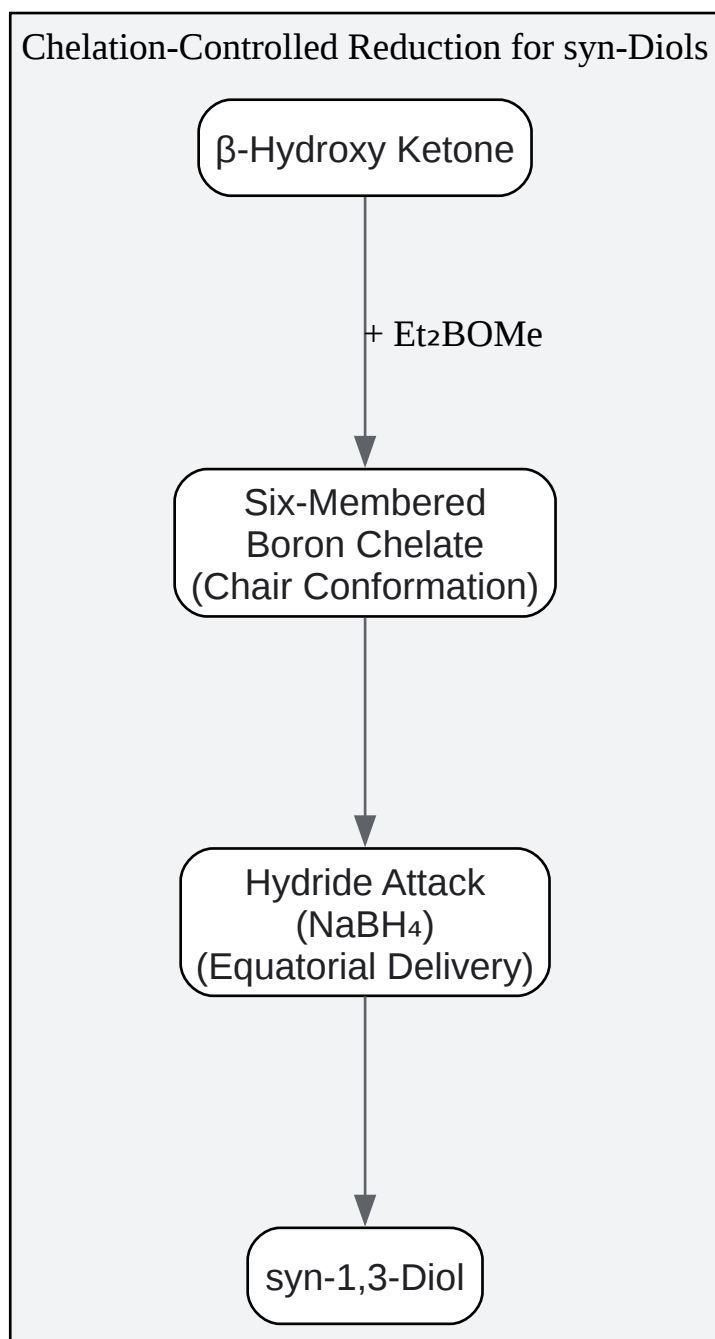 Chelation-Controlled Reduction for syn-Diols
β-Hydroxy Ketone
+ Et₂BOMe
Six-Membered
Boron Chelate
(Chair Conformation)
Hydride Attack
(NaBH₄)
(Equatorial Delivery)
syn-1,3-Diol